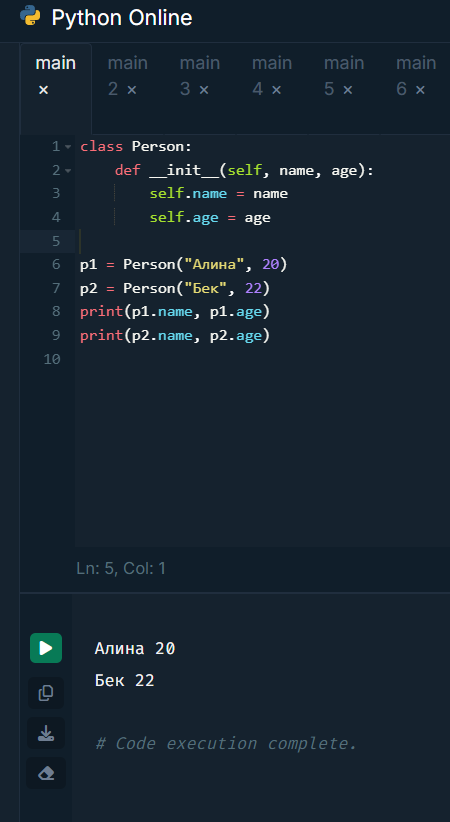 Python Online
main main main main main main
× 2 × 3 × 4 × 5 × 6 ×
1 class Person:
2 def __init__(self, name, age):
3 self.name = name
4 self.age = age
5
6 p1 = Person("Алина", 20)
7 p2 = Person("Бек", 22)
8 print(p1.name, p1.age)
9 print(p2.name, p2.age)
10
Ln: 5, Col: 1
Алина 20
Бек 22
# Code execution complete.